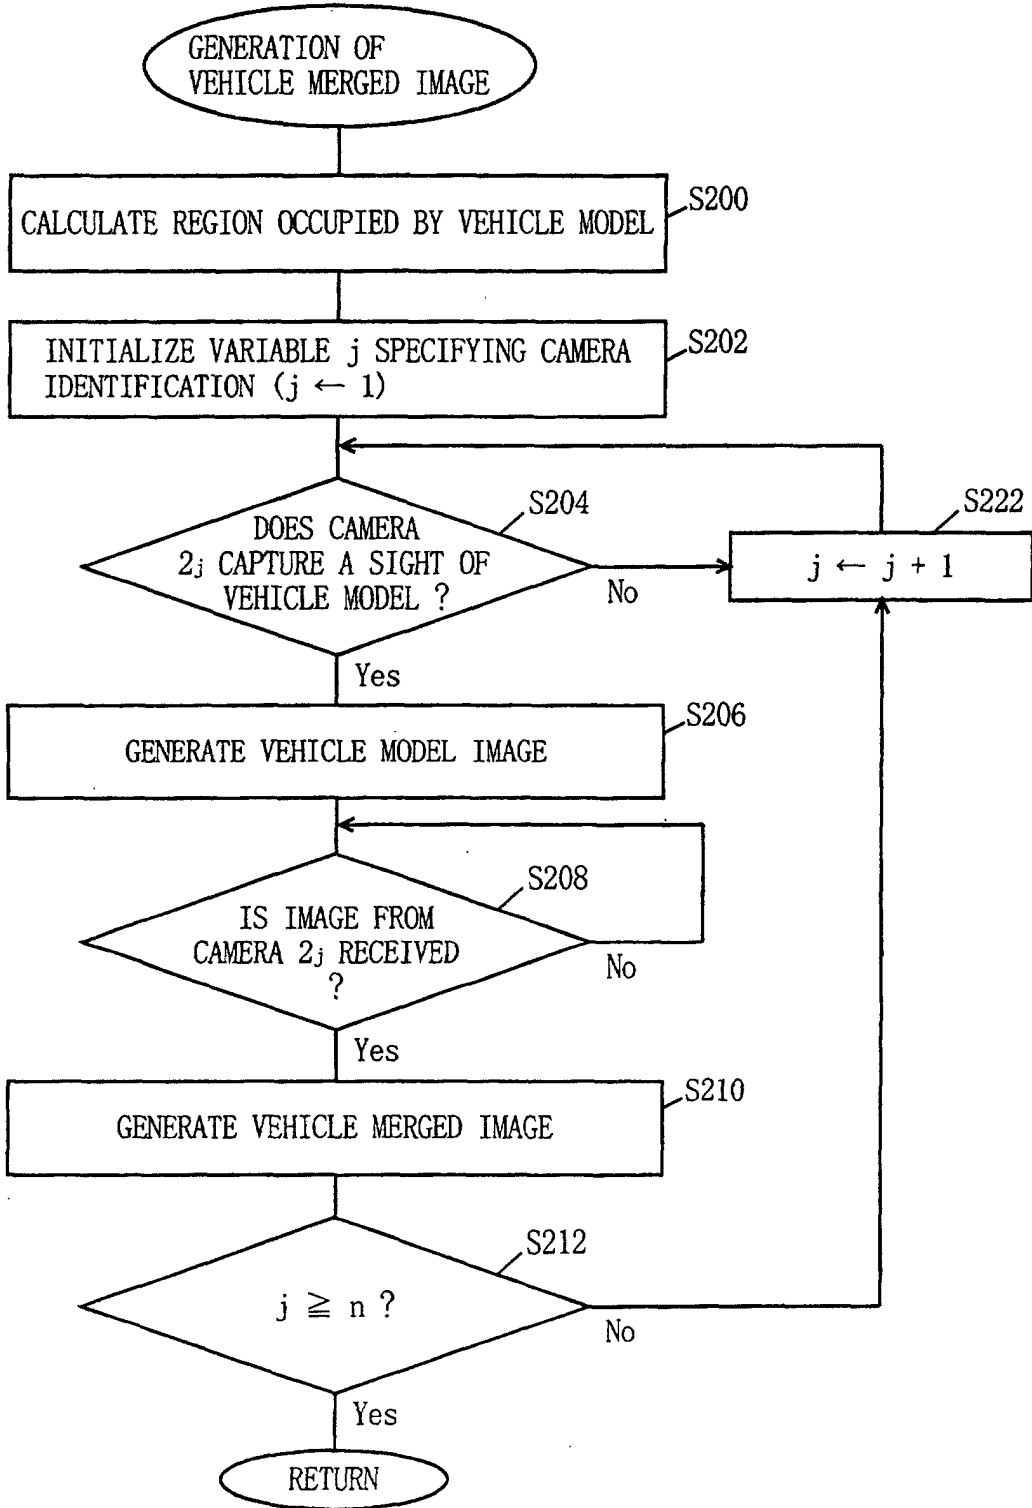 GENERATION OF
VEHICLE MERGED IMAGE
S200
CALCULATE REGION OCCUPIED BY VEHICLE MODEL
S202
INITIALIZE VARIABLE j SPECIFYING CAMERA
IDENTIFICATION (j ← 1)
S204
DOES CAMERA
2j CAPTURE A SIGHT OF
VEHICLE MODEL ?
No
S222
j ← j + 1
Yes
S206
GENERATE VEHICLE MODEL IMAGE
S208
IS IMAGE FROM
CAMERA 2j RECEIVED
?
No
Yes
S210
GENERATE VEHICLE MERGED IMAGE
S212
j ≧ n ?
No
Yes
RETURN